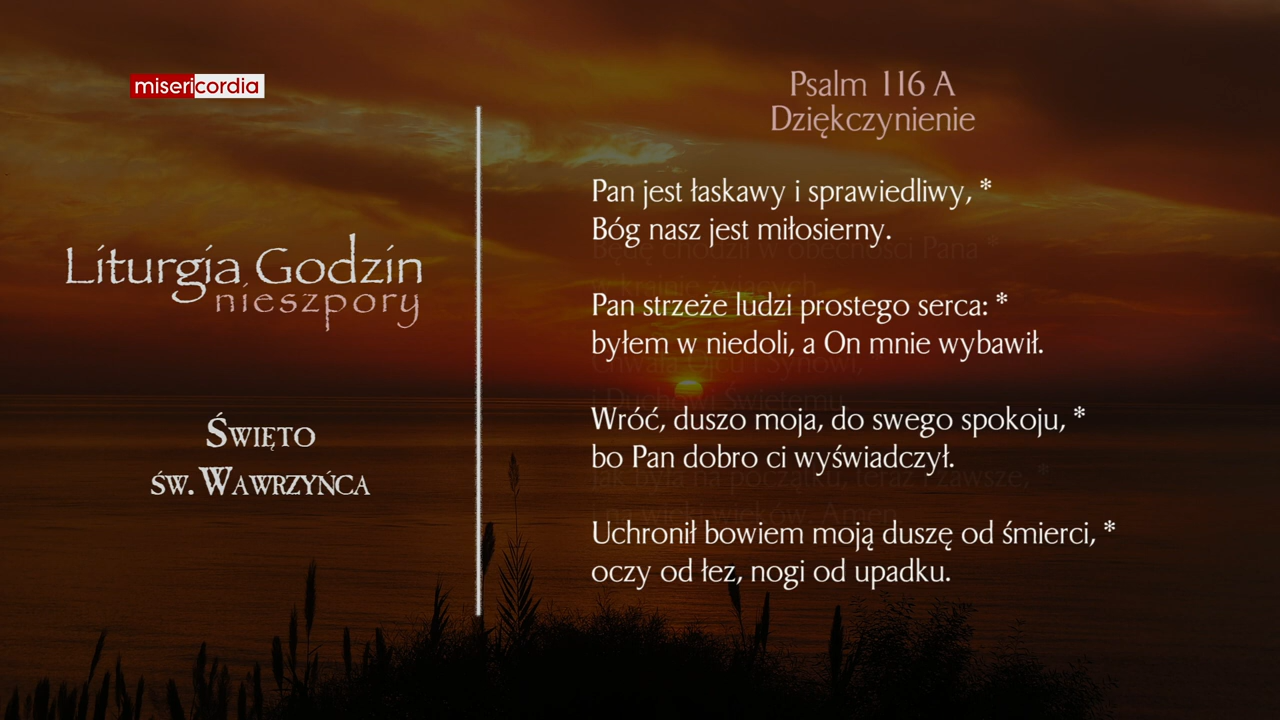 misericordia
Liturgia Godzin
nieszpory
Święto
św. Wawrzyńca
Psalm 116 A
Dziękczynienie
Pan jest łaskawy i sprawiedliwy, *
Bóg nasz jest miłosierny.
Pan strzeże ludzi prostego serca: *
byłem w niedoli, a On mnie wybawił.
Wróć, duszo moja, do swego spokoju, *
bo Pan dobro ci wyświadczył.
Uchronił bowiem moją duszę od śmierci, *
oczy od łez, nogi od upadku.